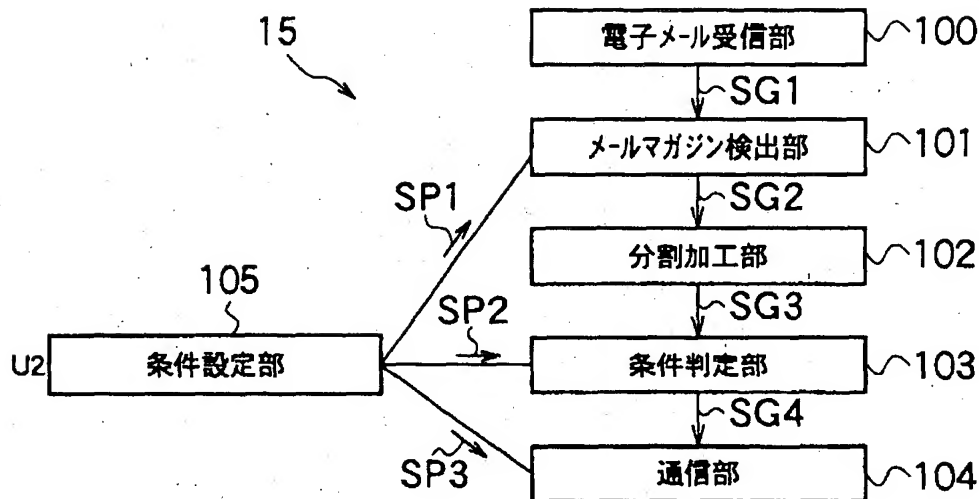 15
電子メール受信部 100
SG1
メールマガジン検出部 101
SP1
SG2
分割加工部 102
105
SP2
SG3
U2 条件設定部
条件判定部 103
SG4
SP3
通信部 104